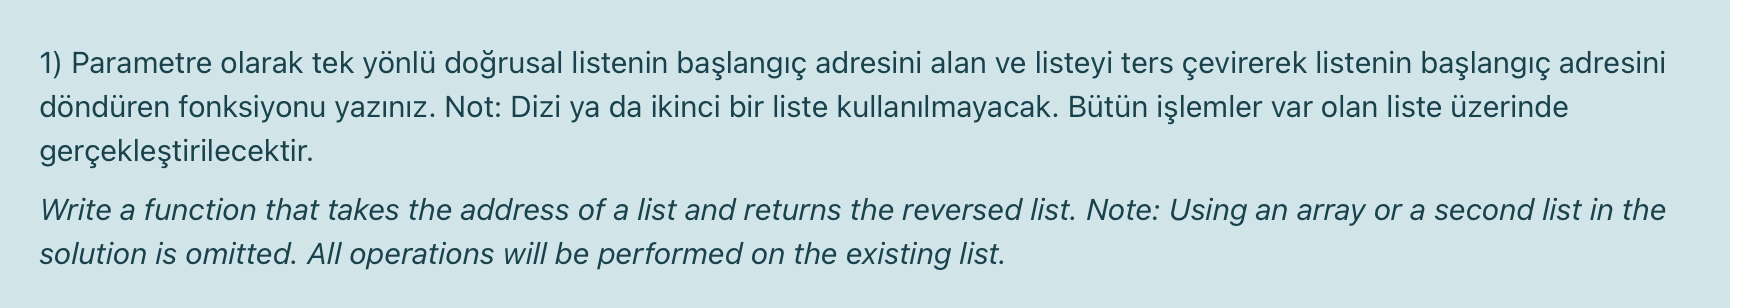 1) Parametre olarak tek yönlü doğrusal listenin başlangıç adresini alan ve listeyi ters çevirerek listenin başlangıç adresini
döndüren fonksiyonu yazınız. Not: Dizi ya da ikinci bir liste kullanılmayacak. Bütün işlemler var olan liste üzerinde
gerçekleştirilecektir.
Write a function that takes the address of a list and returns the reversed list. Note: Using an array or a second list in the
solution is omitted. All operations will be performed on the existing list.